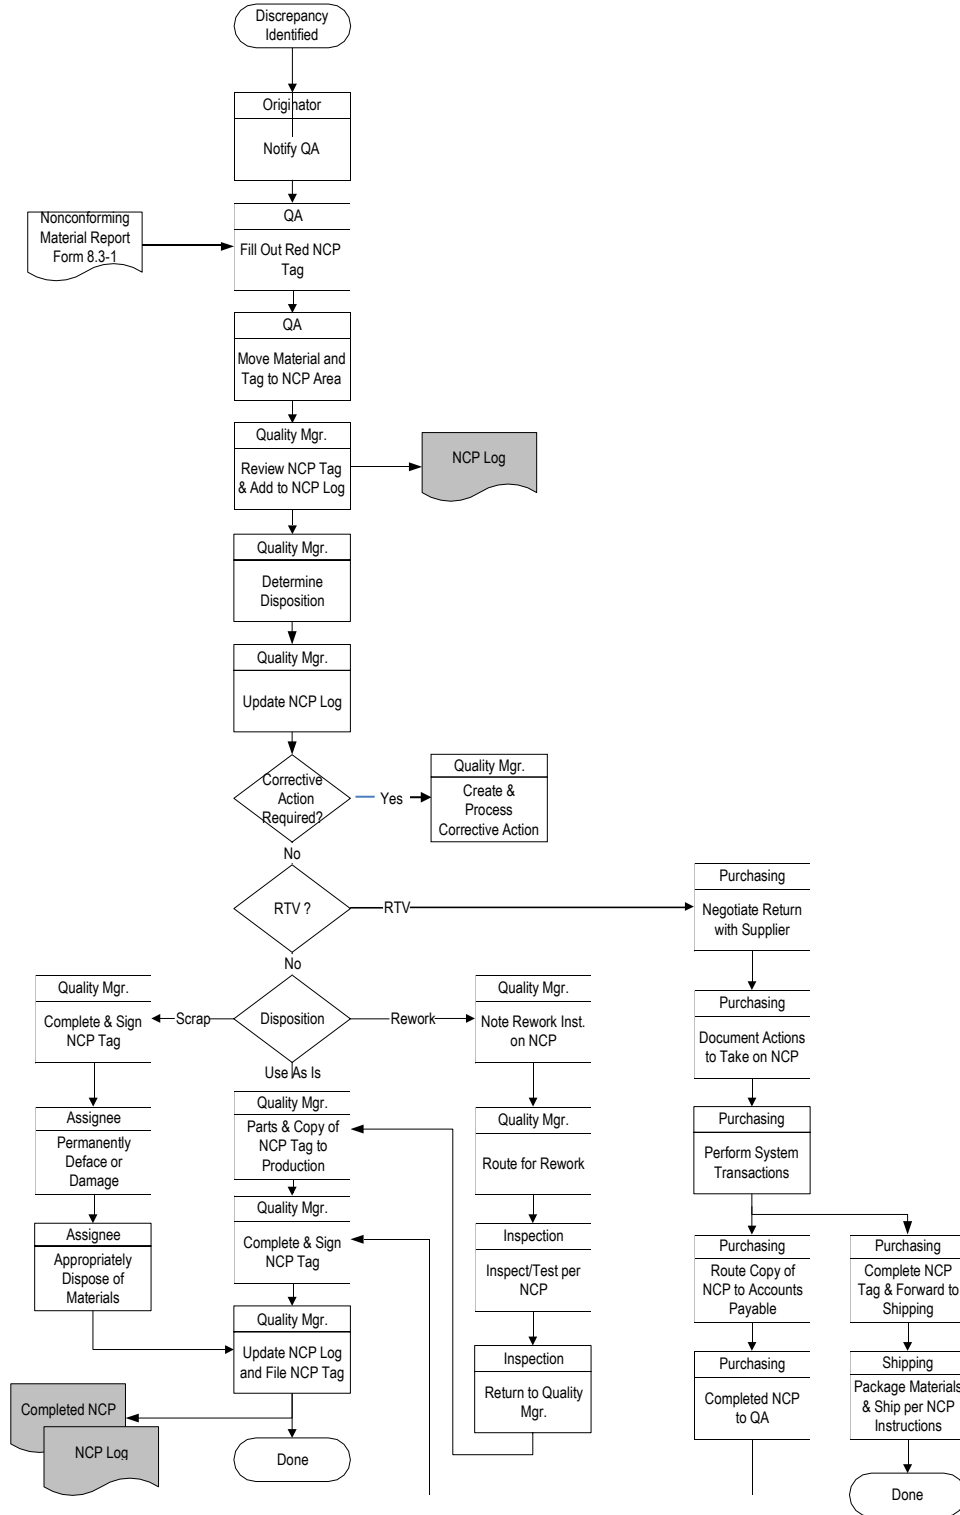 Discrepancy
Identified
Originator
Notify QA
Nonconforming
Material Report
Form 8.3-1
QA
Fill Out Red NCP
Tag
QA
Move Material and
Tag to NCP Area
Quality Mgr.
Review NCP Tag
& Add to NCP Log
NCP Log
Quality Mgr.
Determine
Disposition
Quality Mgr.
Update NCP Log
Corrective
Action
Required?
Yes
Quality Mgr.
Create &
Process
Corrective Action
No
RTV ?
RTV
Purchasing
Negotiate Return
with Supplier
No
Disposition
Scrap
Quality Mgr.
Complete & Sign
NCP Tag
Rework
Quality Mgr.
Note Rework Inst.
on NCP
Purchasing
Document Actions
to Take on NCP
Use As Is
Quality Mgr.
Parts & Copy of
NCP Tag to
Production
Assignee
Permanently
Deface or
Damage
Quality Mgr.
Route for Rework
Purchasing
Perform System
Transactions
Quality Mgr.
Complete & Sign
NCP Tag
Assignee
Appropriately
Dispose of
Materials
Inspection
Inspect/Test per
NCP
Purchasing
Route Copy of
NCP to Accounts
Payable
Purchasing
Complete NCP
Tag & Forward to
Shipping
Quality Mgr.
Update NCP Log
and File NCP Tag
Inspection
Return to Quality
Mgr.
Purchasing
Completed NCP
to QA
Shipping
Package Materials
& Ship per NCP
Instructions
Completed NCP
NCP Log
Done
Done